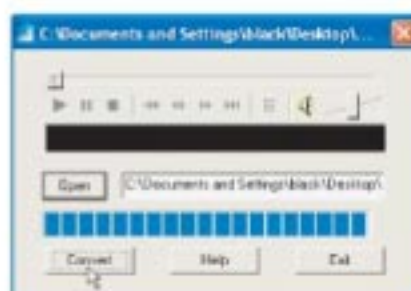 C:\Documents and Settings\black\Desktop\...
Open C:\Documents and Settings\black\Desktop\
Convert Help Exit